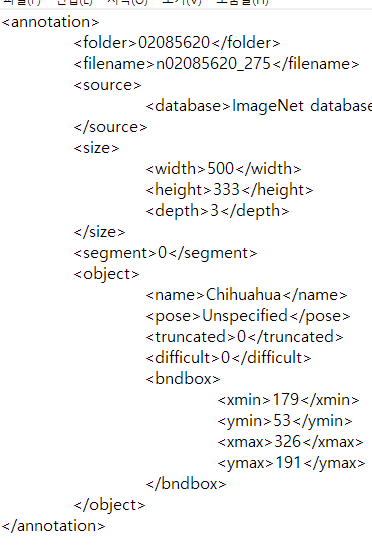 <annotation>
<folder>02085620</folder>
<filename>n02085620_275</filename>
<source>
<database>ImageNet database
</source>
<size>
<width>500</width>
<height>333</height>
<depth>3</depth>
</size>
<segment>0</segment>
<object>
<name>Chihuahua</name>
<pose>Unspecified</pose>
<truncated>0</truncated>
<difficult>0</difficult>
<bndbox>
<xmin>179</xmin>
<ymin>53</ymin>
<xmax>326</xmax>
<ymax>191</ymax>
</bndbox>
</object>
</annotation>